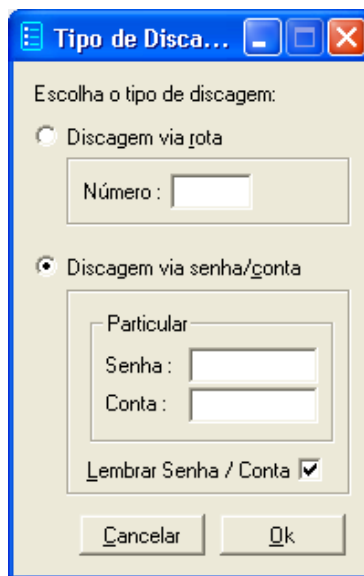 Tipo de Disca...
Escolha o tipo de discagem:
Discagem via rota
Número :
Discagem via senha/conta
Particular
Senha :
Conta :
Lembrar Senha / Conta
Cancelar
Ok